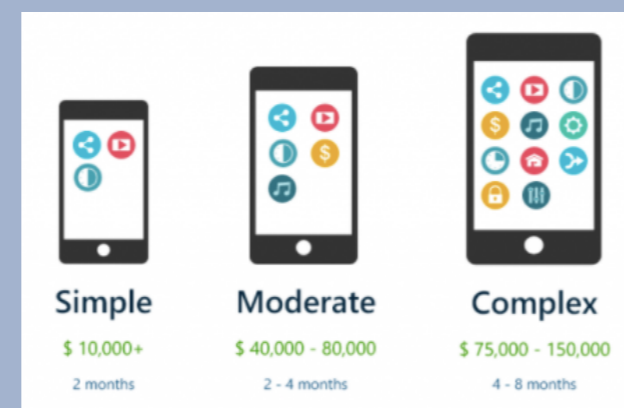 Simple
$ 10,000+
2 months
Moderate
$ 40,000 - 80,000
2 - 4 months
Complex
$ 75,000 - 150,000
4 - 8 months